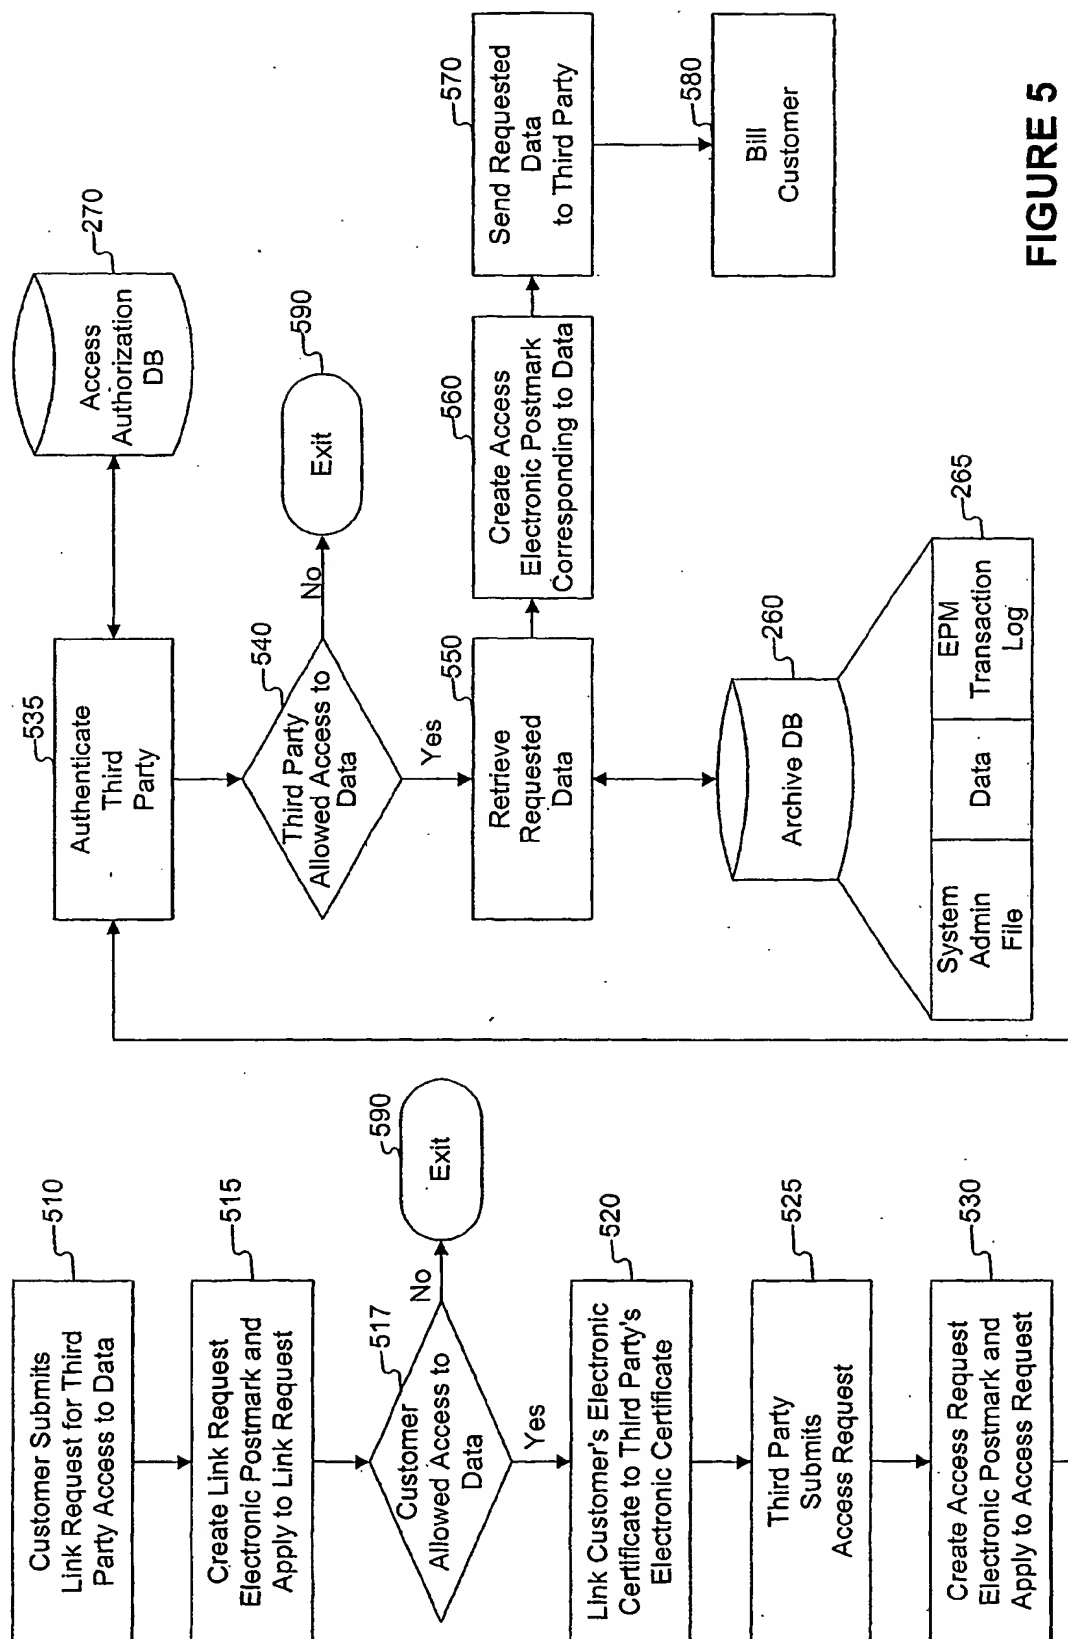 Customer Submits
Link Request for Third
Party Access to Data
510
Create Link Request
Electronic Postmark and
Apply to Link Request
515
Customer
Allowed Access to
Data
517
No
Exit
590
Yes
Link Customer's Electronic
Certificate to Third Party's
Electronic Certificate
520
Third Party
Submits
Access Request
525
Create Access Request
Electronic Postmark and
Apply to Access Request
530
Authenticate
Third
Party
535
Access
Authorization
DB
270
Third Party
Allowed Access to
Data
540
No
Exit
590
Yes
Retrieve
Requested
Data
550
Create Access
Electronic Postmark
Corresponding to Data
560
Send Requested
Data
to Third Party
570
Bill
Customer
580
Archive DB
260
System
Admin
File
Data
EPM
Transaction
Log
265
FIGURE 5